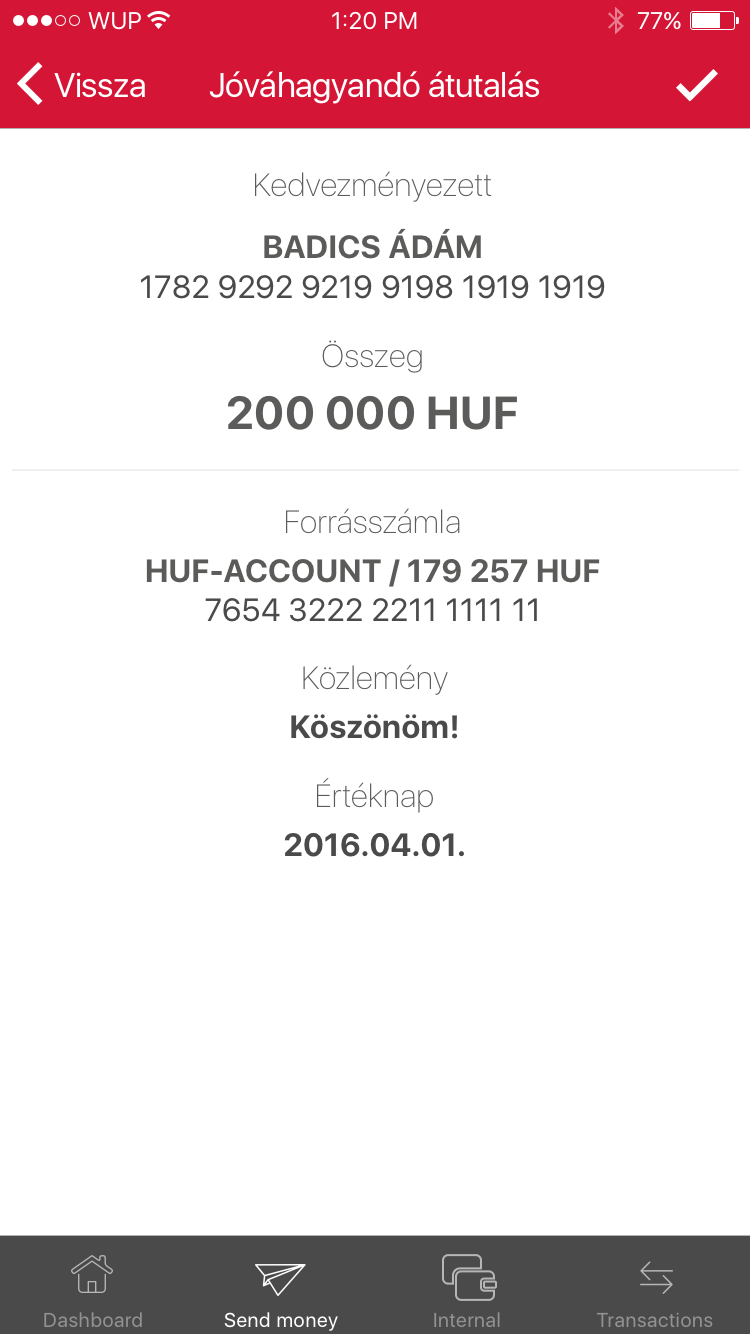 WUP 1:20 PM 77%
Vissza Jóváhagyandó átutalás
Kedvezményezett
BADICS ÁDÁM
1782 9292 9219 9198 1919 1919
Összeg
200 000 HUF
Forrásszámla
HUF-ACCOUNT / 179 257 HUF
7654 3222 2211 1111 11
Közlemény
Köszönöm!
Értéknap
2016.04.01.
Dashboard Send money Internal Transactions